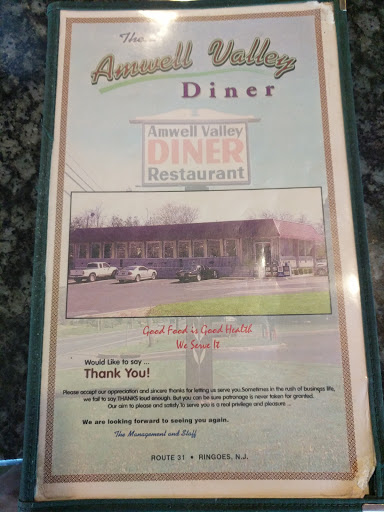 The...
Amwell Valley
Diner
Amwell Valley
DINER
Restaurant
Good Food is Good Health
We Serve It
Would Like to say ...
Thank You!
Please accept our appreciation and sincere thanks for letting us serve you.Sometimes in the rush of business life,
we fail to say THANKS loud enough. But you can be sure patronage is never taken for granted.
Our aim to please and satisfy.To serve you is a real privilege and pleasure ...
We are looking forward to seeing you again.
The Management and Staff
ROUTE 31 • RINGOES, N.J.